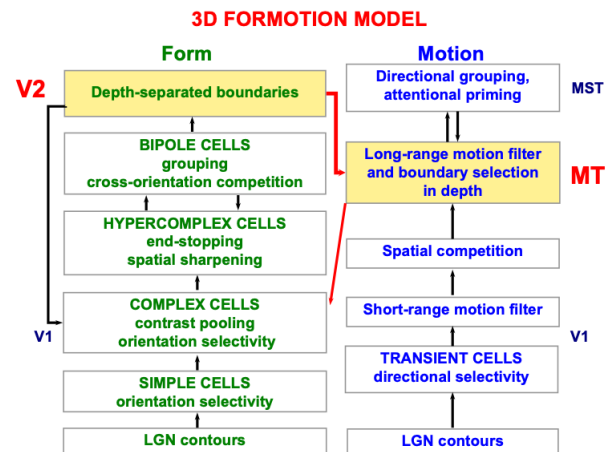 3D FORMOTION MODEL
Form
Motion
V2
Depth-separated boundaries
BIPOLE CELLS
grouping
cross-orientation competition
HYPERCOMPLEX CELLS
end-stopping
spatial sharpening
V1
COMPLEX CELLS
contrast pooling
orientation selectivity
SIMPLE CELLS
orientation selectivity
LGN contours
Directional grouping,
attentional priming
MST
Long-range motion filter
and boundary selection
in depth
MT
Spatial competition
Short-range motion filter
V1
TRANSIENT CELLS
directional selectivity
LGN contours